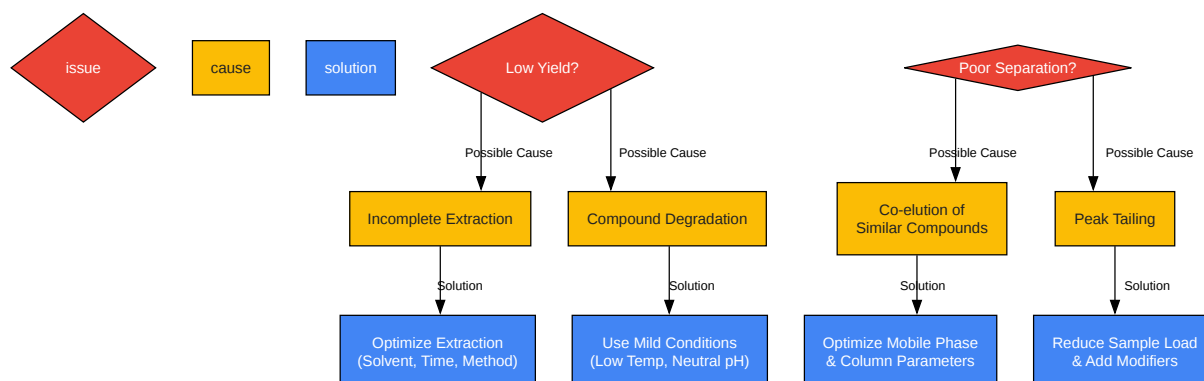 issue
cause
solution
Low Yield?
Poor Separation?
Possible Cause
Possible Cause
Possible Cause
Possible Cause
Incomplete Extraction
Compound Degradation
Co-elution of
Similar Compounds
Peak Tailing
Solution
Solution
Solution
Solution
Optimize Extraction
(Solvent, Time, Method)
Use Mild Conditions
(Low Temp, Neutral pH)
Optimize Mobile Phase
& Column Parameters
Reduce Sample Load
& Add Modifiers